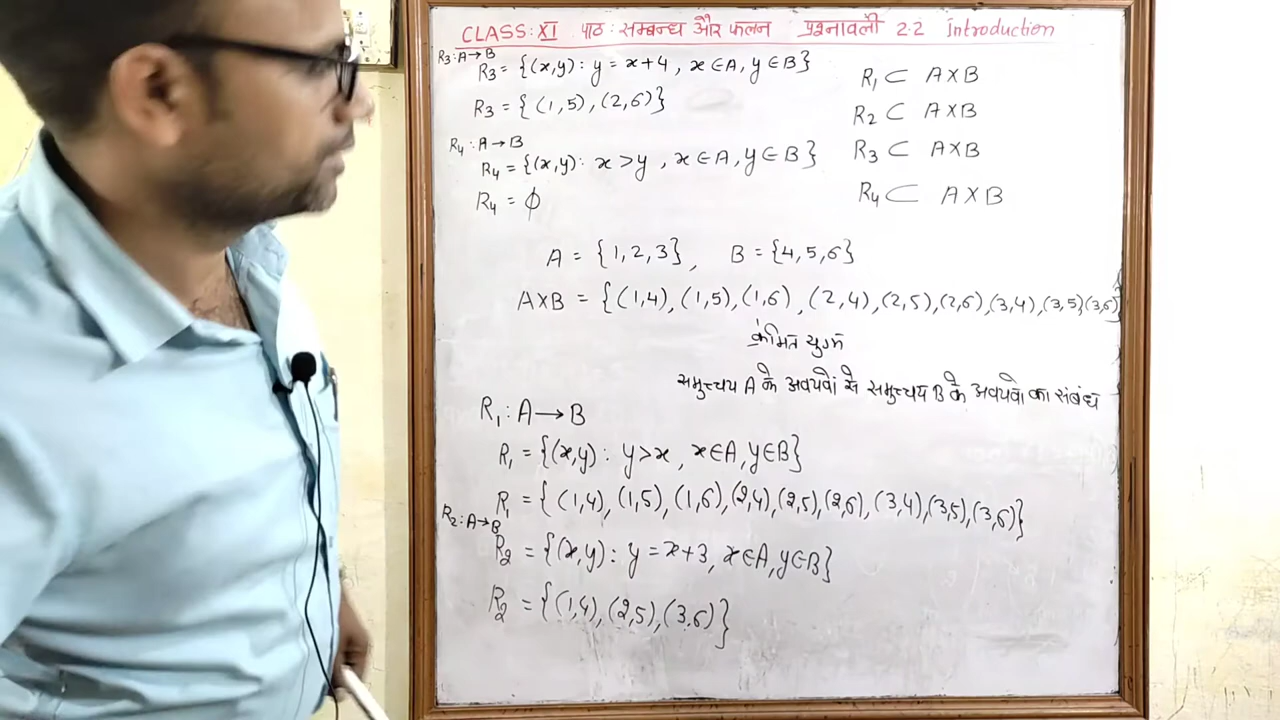 CLASS: XI पाठ: सम्बन्ध और फलन प्रश्नावली 2.2 Introduction
R₃: A→B
R₃ = {(x,y): y = x+4, x∈A, y∈B}
R₃ = {(1,5), (2,6)}
R₄: A→B
R₄ = {(x,y): x>y, x∈A, y∈B}
R₄ = ϕ
R₁ ⊂ A×B
R₂ ⊂ A×B
R₃ ⊂ A×B
R₄ ⊂ A×B
A = {1,2,3}, B = {4,5,6}
A×B = {(1,4), (1,5), (1,6), (2,4), (2,5), (2,6), (3,4), (3,5) (3,6)}
क्रंमित युग्म
समुच्चय A के अवयवों से समुच्चय B के अवयवो का संबंध
R₁: A→B
R₁ = {(x,y): y>x, x∈A, y∈B}
R₁ = {(1,4), (1,5), (1,6), (2,4), (2,5), (2,6), (3,4), (3,5), (3,6)}
R₂: A→B
R₂ = {(x,y): y = x+3, x∈A, y∈B}
R₂ = {(1,4), (2,5), (3,6)}